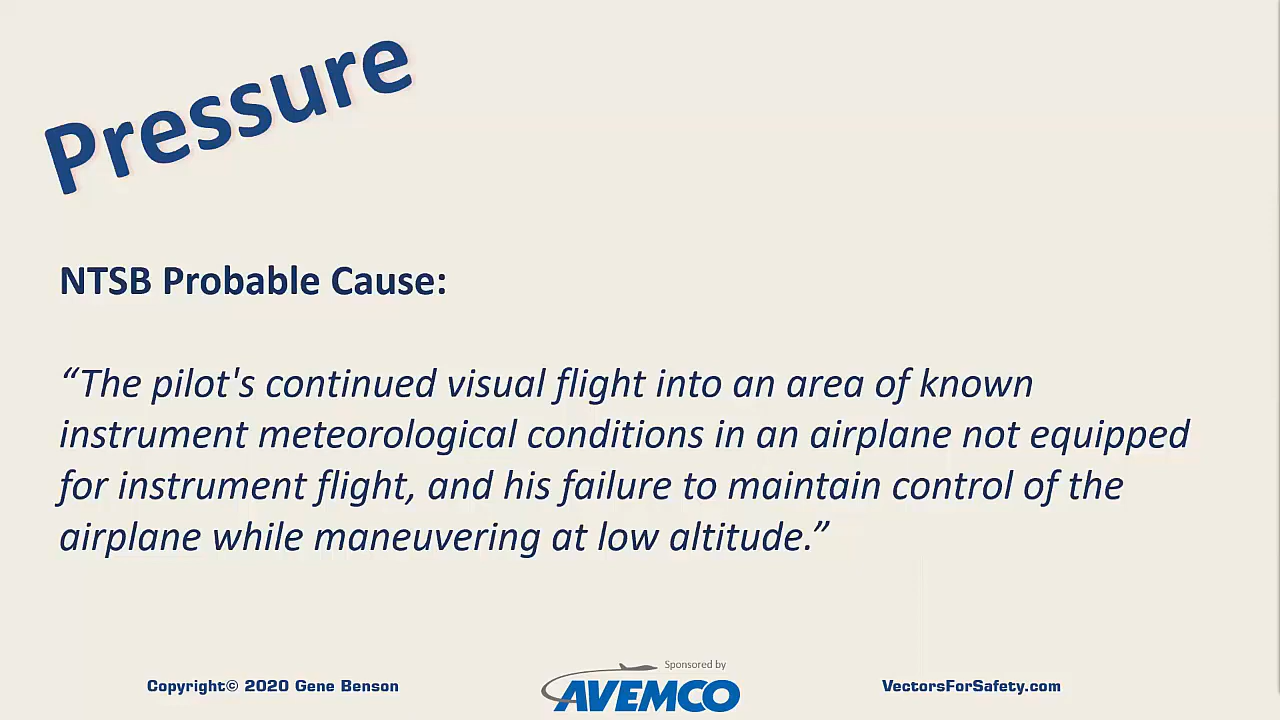 Pressure
NTSB Probable Cause:
“The pilot's continued visual flight into an area of known
instrument meteorological conditions in an airplane not equipped
for instrument flight, and his failure to maintain control of the
airplane while maneuvering at low altitude.”
Sponsored by
Copyright© 2020 Gene Benson
AVEMCO
VectorsForSafety.com